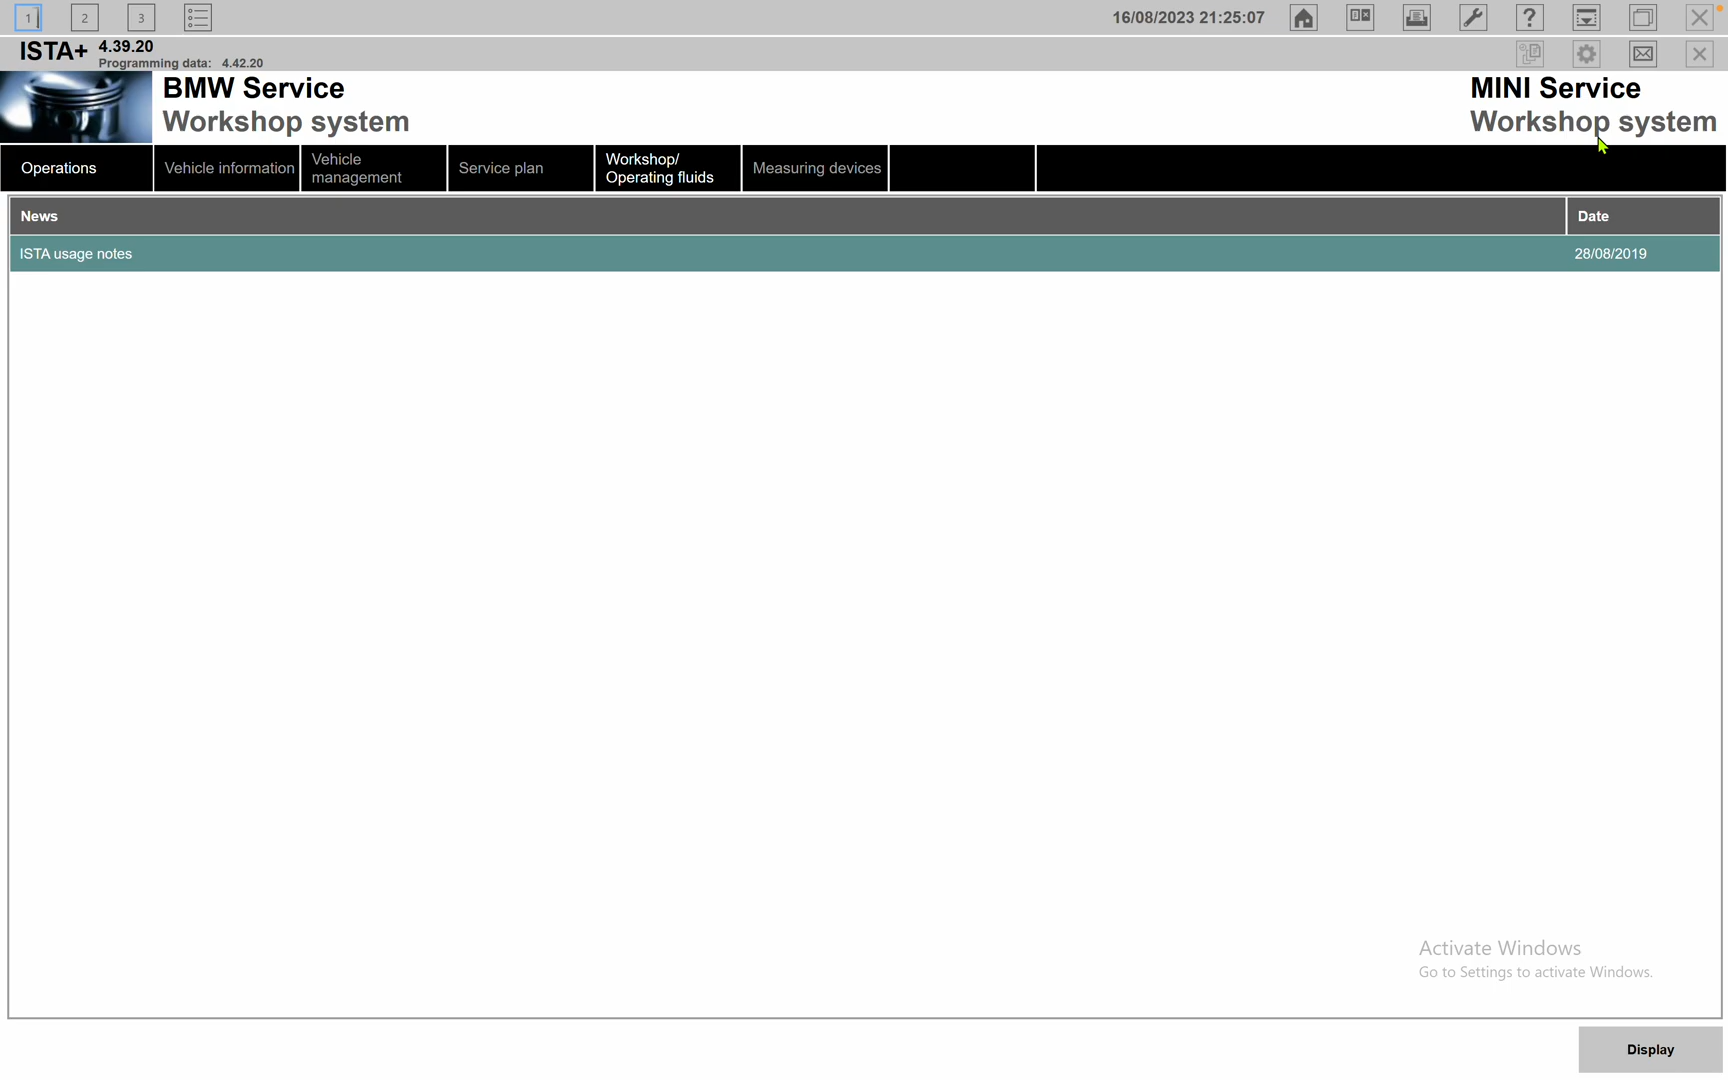 1 2 3 16/08/2023 21:25:07 ?
ISTA+ 4.39.20
Programming data: 4.42.20
BMW Service
Workshop system
MINI Service
Workshop system
Operations
Vehicle information
Vehicle
management
Service plan
Workshop/
Operating fluids
Measuring devices
News Date
ISTA usage notes 28/08/2019
Activate Windows
Go to Settings to activate Windows.
Display